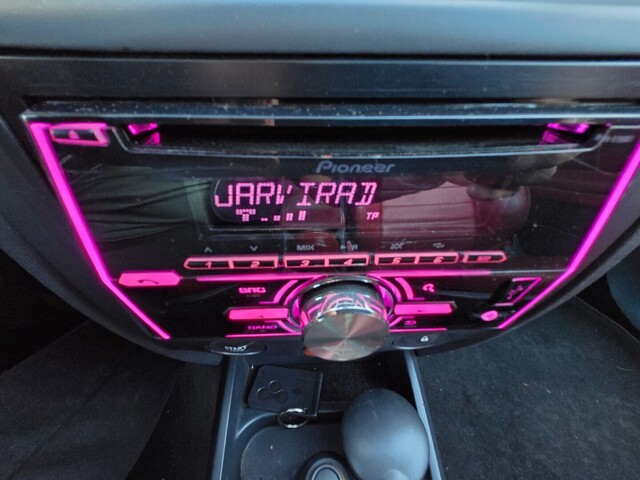 Pioneer
JARVIRAD
TP
MIX
1 2 3 4 5 6
SRC
BAND
START